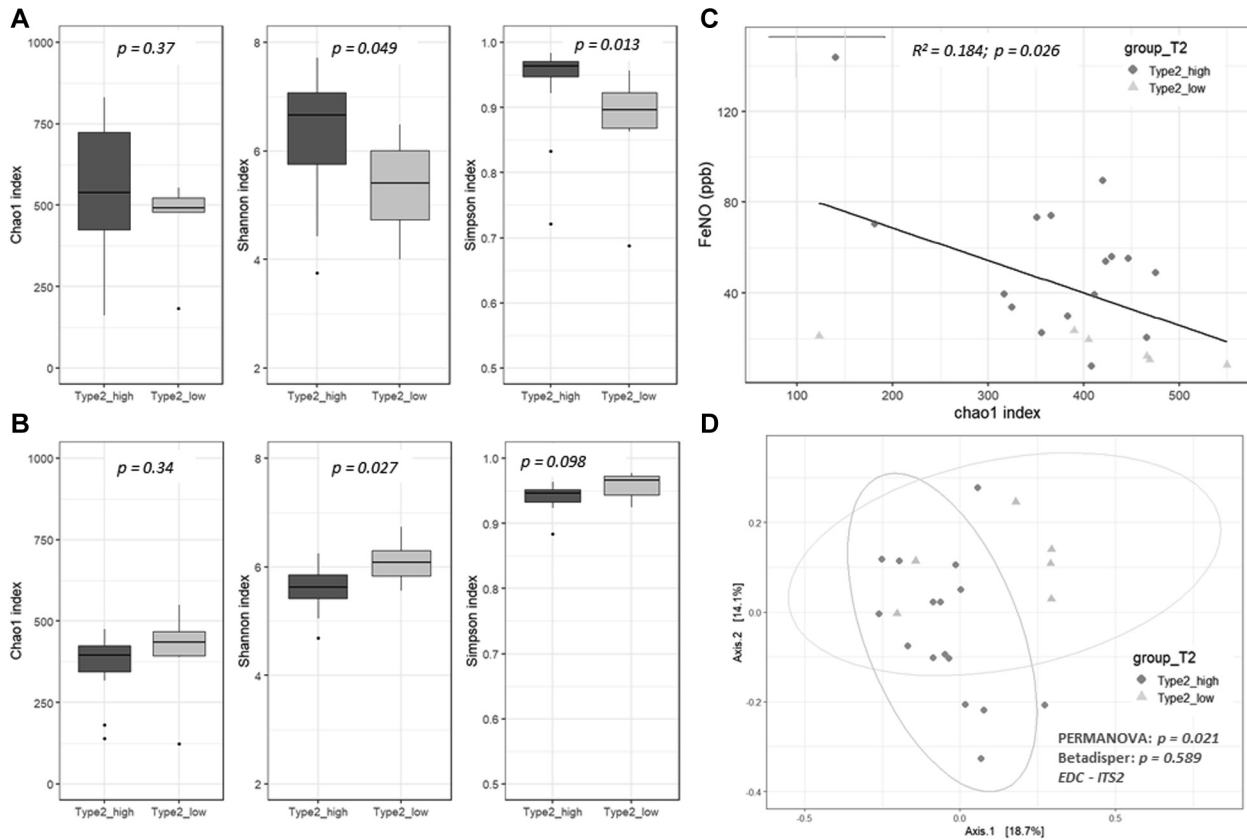 A
p = 0.37
p = 0.049
p = 0.013
1000
750
500
250
0
Chao1 index
Type2_high Type2_low
8
6
4
2
Shannon index
Type2_high Type2_low
1.0
0.9
0.8
0.7
0.6
0.5
Simpson index
Type2_high Type2_low
B
p = 0.34
p = 0.027
p = 0.098
1000
750
500
250
0
Chao1 index
Type2_high Type2_low
8
6
4
2
Shannon index
Type2_high Type2_low
1.0
0.9
0.8
0.7
0.6
0.5
Simpson index
Type2_high Type2_low
C
R² = 0.184; p = 0.026
group_T2
Type2_high
Type2_low
120
80
40
FeNO (ppb)
100 200 300 400 500
chao1 index
D
0.2
0.0
-0.2
-0.4
Axis.2 [14.1%]
group_T2
Type2_high
Type2_low
PERMANOVA: p = 0.021
Betadisper: p = 0.589
EDC - ITS2
-0.5 0.0 0.5
Axis.1 [18.7%]